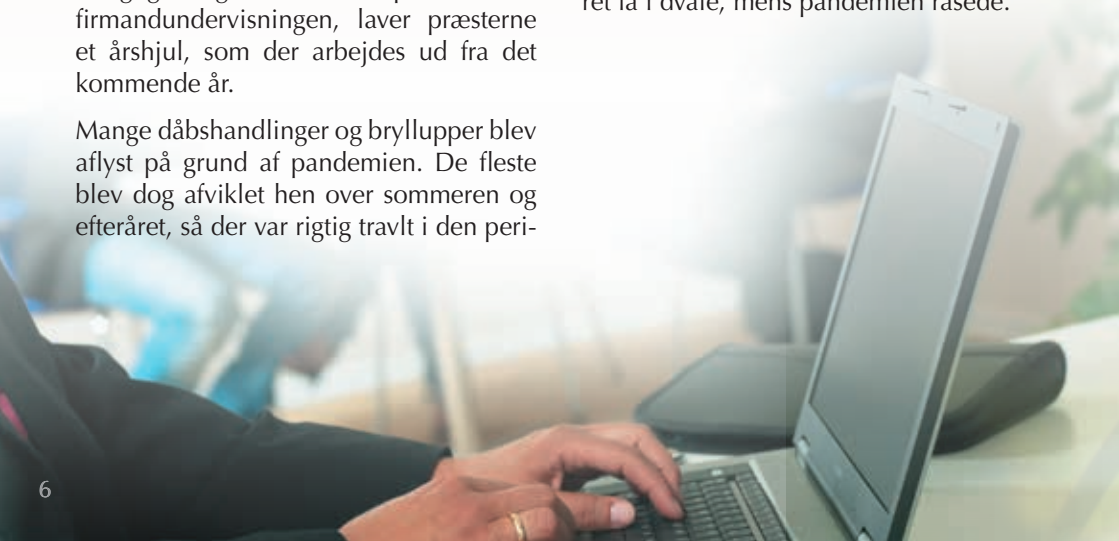 firmandundervisningen, laver præsterne
et årshjul, som der arbejdes ud fra det
kommende år.
Mange dåbshandlinger og bryllupper blev
aflyst på grund af pandemien. De fleste
blev dog afviklet hen over sommeren og
efteråret, så der var rigtig travlt i den peri-
ret lå i dvale, mens pandemien rasede.
6